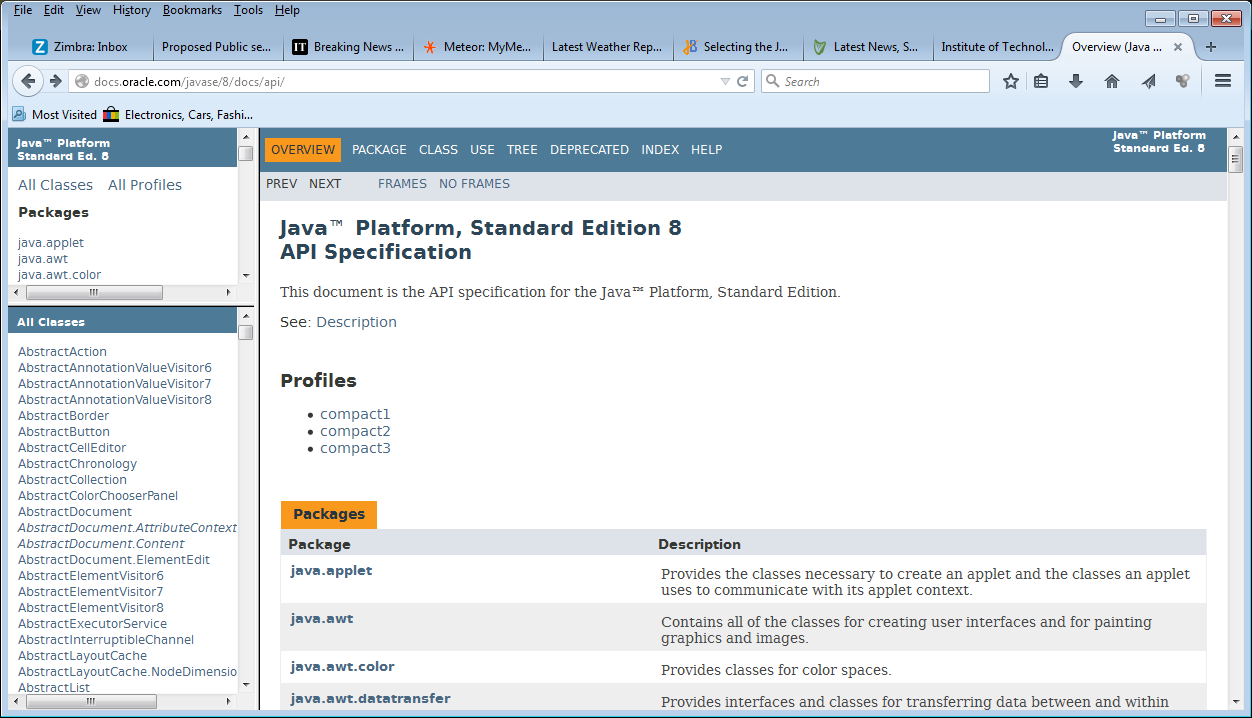 File Edit View History Bookmarks Tools Help
Zimbra: Inbox Proposed Public se... IT Breaking News ... Meteor: MyMe... Latest Weather Rep... Selecting the J... Latest News, S... Institute of Technol... Overview (Java ...
docs.oracle.com/javase/8/docs/api/ Search
Most Visited Electronics, Cars, Fashi...
Java™ Platform
Standard Ed. 8
All Classes All Profiles
Packages
java.applet
java.awt
java.awt.color
All Classes
AbstractAction
AbstractAnnotationValueVisitor6
AbstractAnnotationValueVisitor7
AbstractAnnotationValueVisitor8
AbstractBorder
AbstractButton
AbstractCellEditor
AbstractChronology
AbstractCollection
AbstractColorChooserPanel
AbstractDocument
AbstractDocument.AttributeContext
AbstractDocument.Content
AbstractDocument.ElementEdit
AbstractElementVisitor6
AbstractElementVisitor7
AbstractElementVisitor8
AbstractExecutorService
AbstractInterruptibleChannel
AbstractLayoutCache
AbstractLayoutCache.NodeDimensio
AbstractList
OVERVIEW PACKAGE CLASS USE TREE DEPRECATED INDEX HELP
Java™ Platform
Standard Ed. 8
PREV NEXT FRAMES NO FRAMES
Java™ Platform, Standard Edition 8
API Specification
This document is the API specification for the Java™ Platform, Standard Edition.
See: Description
Profiles
• compact1
• compact2
• compact3
Packages
Package Description
java.applet Provides the classes necessary to create an applet and the classes an applet
uses to communicate with its applet context.
java.awt Contains all of the classes for creating user interfaces and for painting
graphics and images.
java.awt.color Provides classes for color spaces.
java.awt.datatransfer Provides interfaces and classes for transferring data between and within